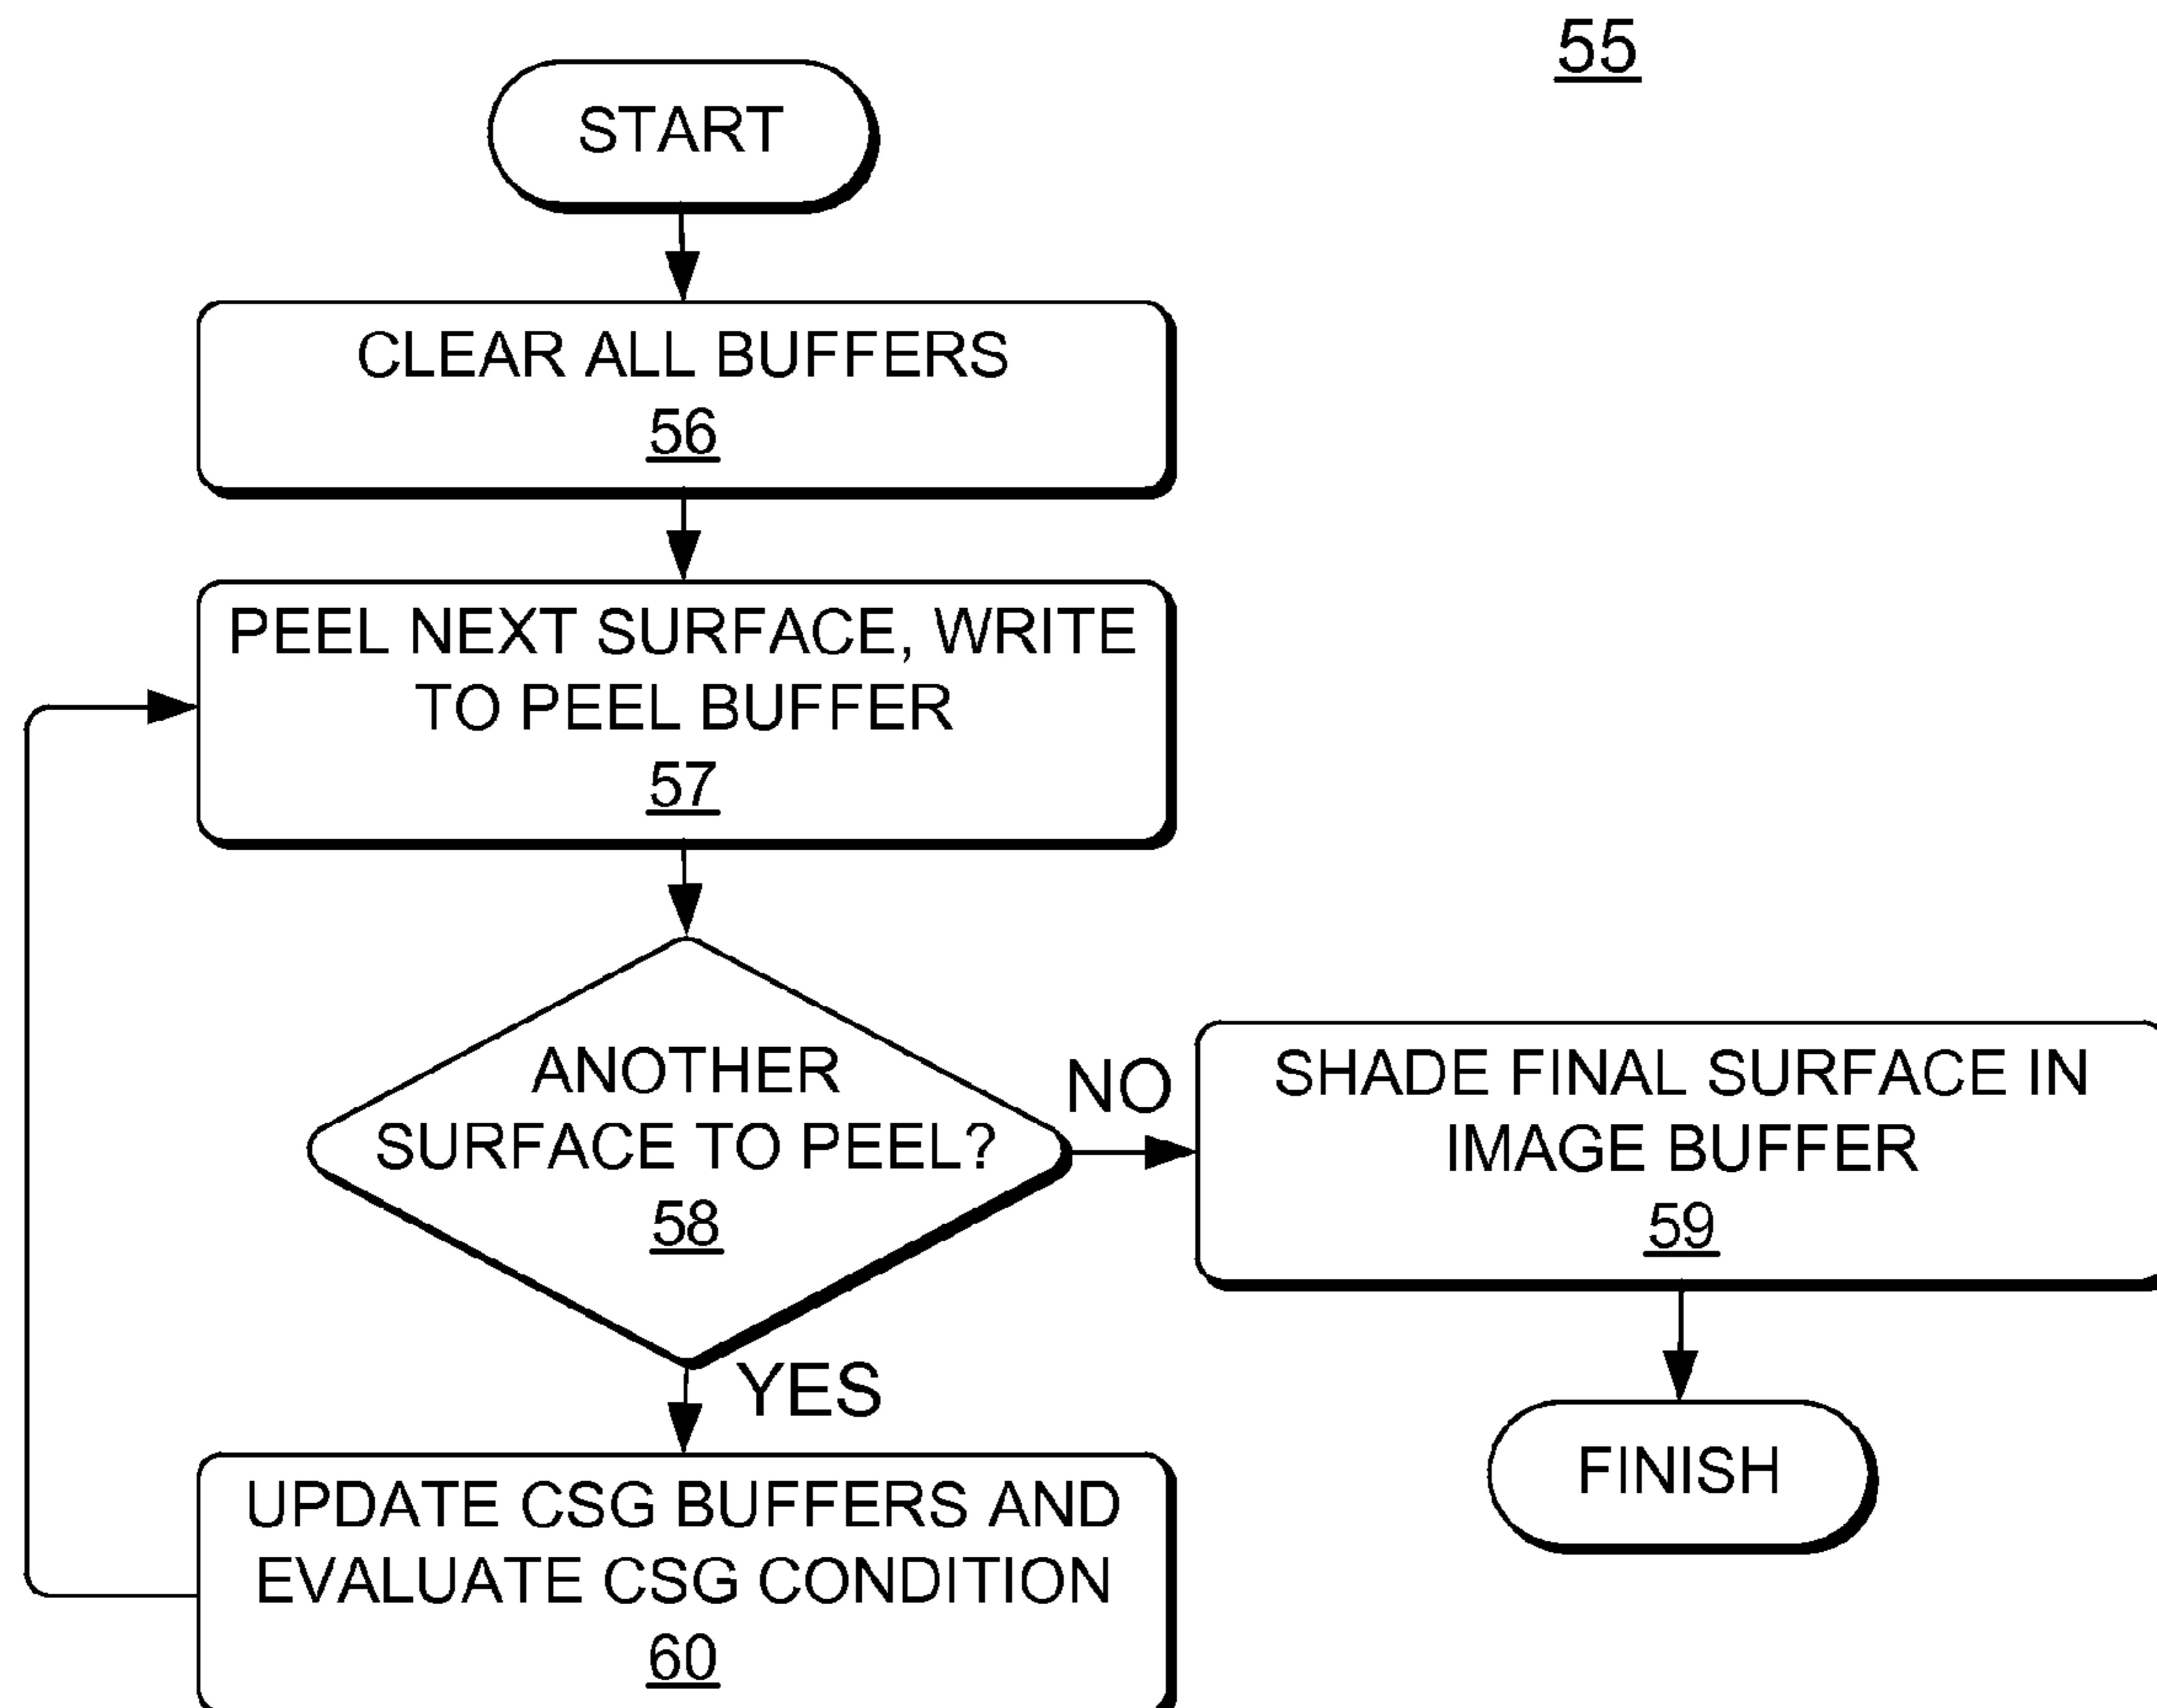 55
START
CLEAR ALL BUFFERS
56
PEEL NEXT SURFACE, WRITE
TO PEEL BUFFER
57
ANOTHER
SURFACE TO PEEL?
58
NO
SHADE FINAL SURFACE IN
IMAGE BUFFER
59
YES
UPDATE CSG BUFFERS AND
EVALUATE CSG CONDITION
60
FINISH